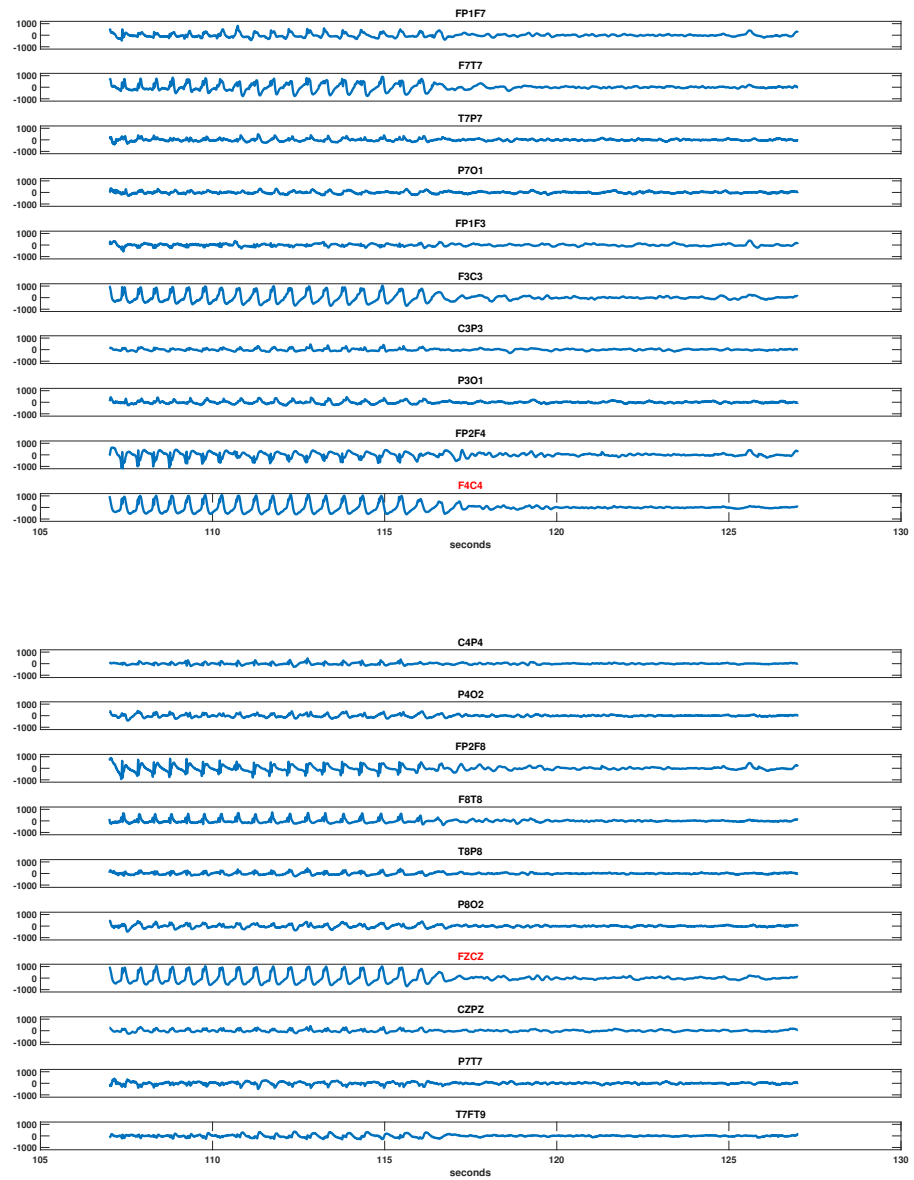 FP1F7
1000
0
-1000
F7T7
1000
0
-1000
T7P7
1000
0
-1000
P7O1
1000
0
-1000
FP1F3
1000
0
-1000
F3C3
1000
0
-1000
C3P3
1000
0
-1000
P3O1
1000
0
-1000
FP2F4
1000
0
-1000
F4C4
1000
0
-1000
105 110 115 120 125 130
seconds
C4P4
1000
0
-1000
P4O2
1000
0
-1000
FP2F8
1000
0
-1000
F8T8
1000
0
-1000
T8P8
1000
0
-1000
P8O2
1000
0
-1000
FZCZ
1000
0
-1000
CZPZ
1000
0
-1000
P7T7
1000
0
-1000
T7FT9
1000
0
-1000
105 110 115 120 125 130
seconds